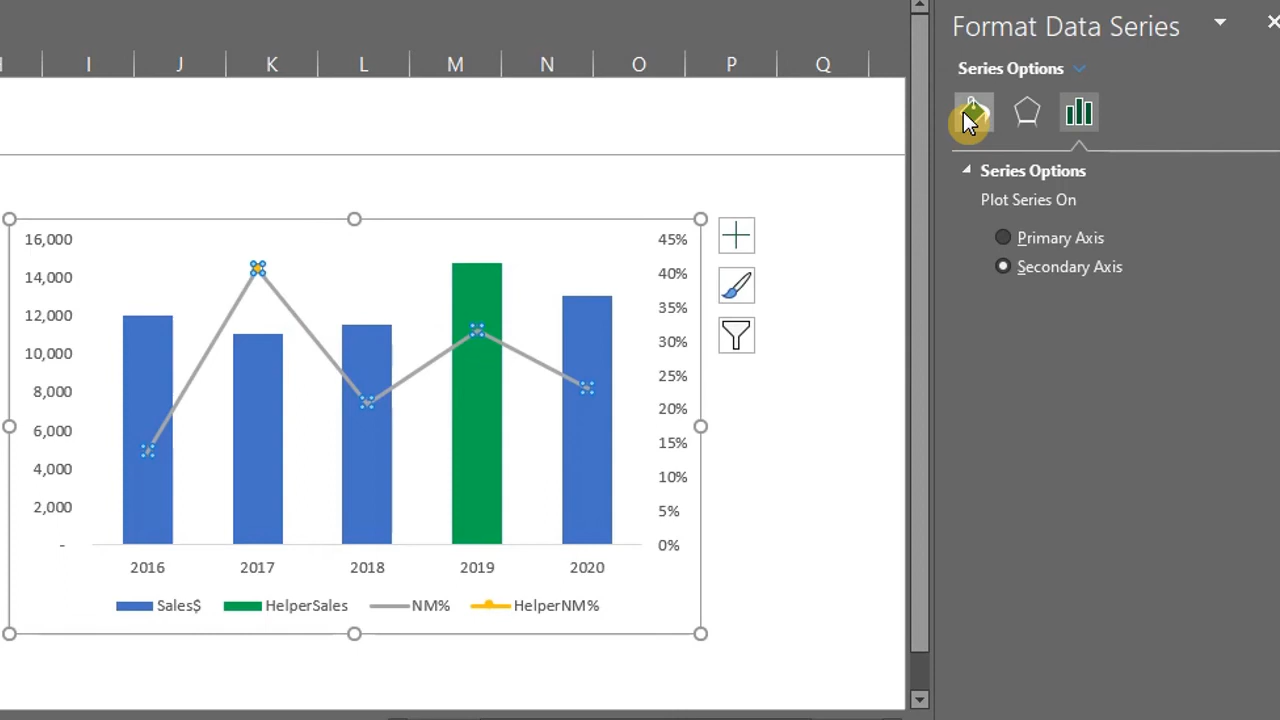 Format Data Series
Series Options
I J K L M N O P Q
Series Options
Plot Series On
Primary Axis
Secondary Axis
16,000
14,000
12,000
10,000
8,000
6,000
4,000
2,000
-
45%
40%
35%
30%
25%
20%
15%
10%
5%
0%
2016 2017 2018 2019 2020
Sales$ HelperSales NM% HelperNM%